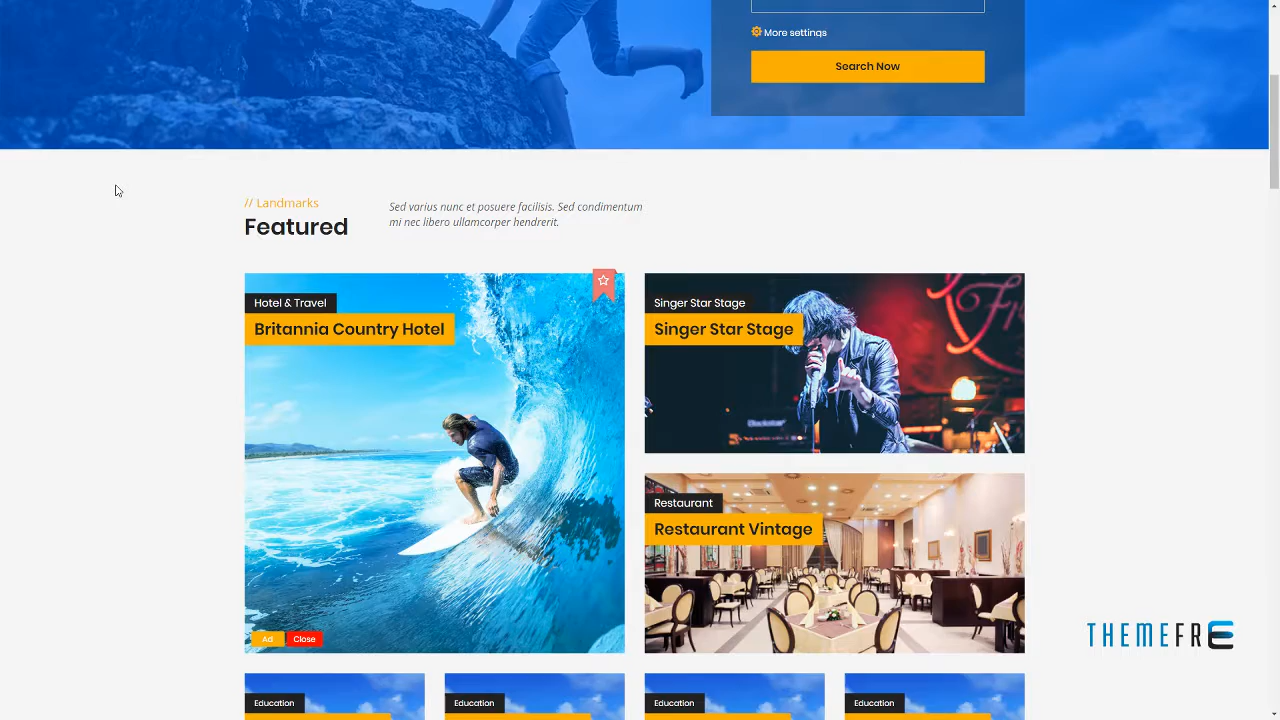 More settings
Search Now
// Landmarks
Featured
Sed varius nunc et posuere facilisis. Sed condimentum
mi nec libero ullamcorper hendrerit.
Hotel & Travel
Britannia Country Hotel
Ad
Close
Singer Star Stage
Singer Star Stage
Restaurant
Restaurant Vintage
THEMEFRE
Education
Education
Education
Education